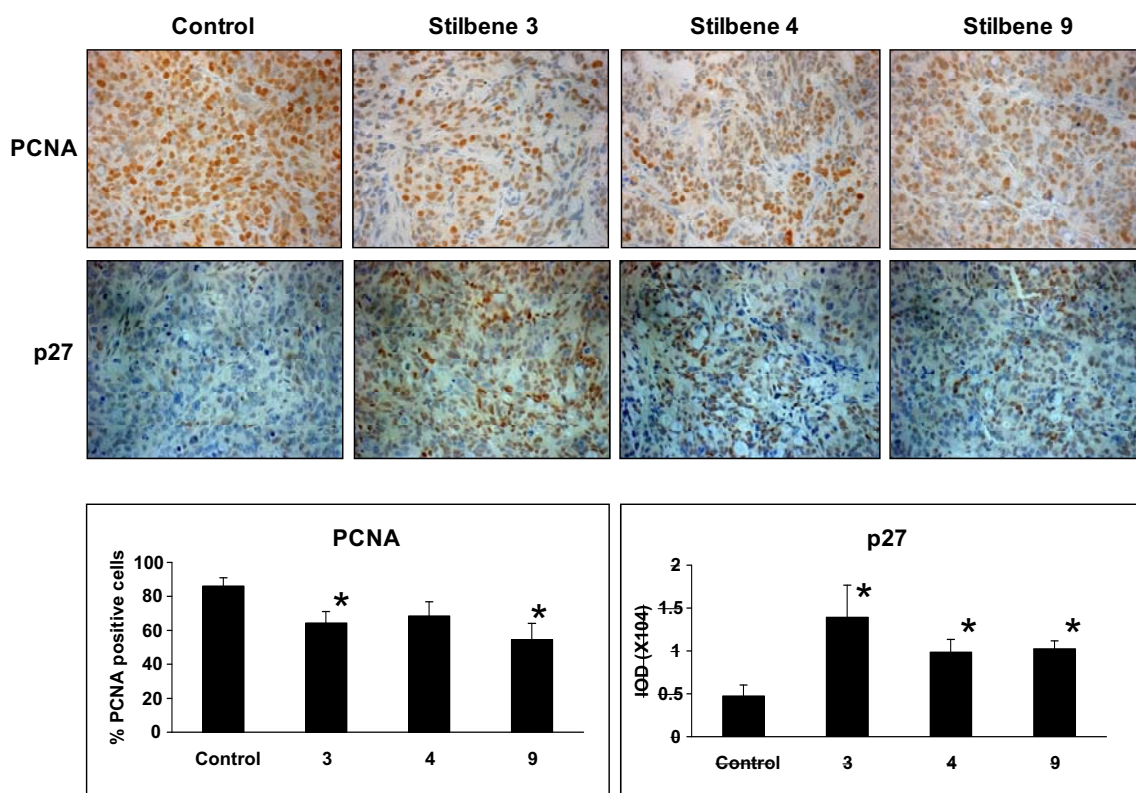 Control Stilbene 3 Stilbene 4 Stilbene 9
PCNA
p27
PCNA
% PCNA positive cells
100
80
60
40
20
0
*
*
Control 3 4 9
p27
IOD (X104)
2
1.5
1
0.5
0
*
*
*
Control 3 4 9